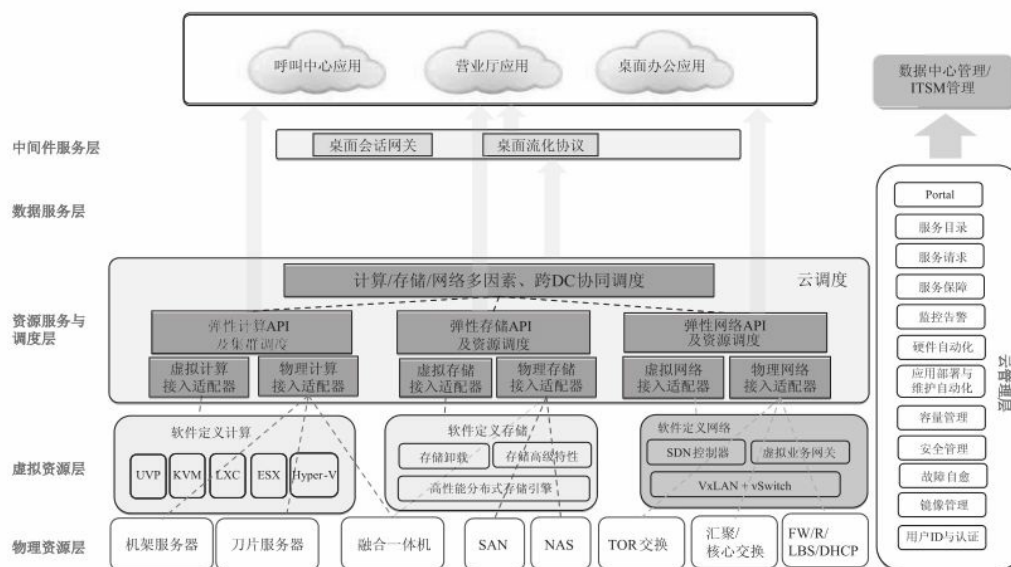 呼叫中心应用
营业厅应用
桌面办公应用
数据中心管理/
ITSM管理
中间件服务层
桌面会话网关
桌面流化协议
数据服务层
资源服务与
调度层
云调度
计算/存储/网络多因素、跨DC协同调度
弹性计算API
及集群调度
弹性存储API
及资源调度
弹性网络API
及资源调度
虚拟计算
接入适配器
物理计算
接入适配器
虚拟存储
接入适配器
物理存储
接入适配器
虚拟网络
接入适配器
物理网络
接入适配器
虚拟资源层
软件定义计算
UVP
KVM
LXC
ESX
Hyper-V
软件定义存储
存储卸载
存储高级特性
高性能分布式存储引擎
软件定义网络
SDN控制器
虚拟业务网关
VxLAN + vSwitch
物理资源层
机架服务器
刀片服务器
融合一体机
SAN
NAS
TOR交换
汇聚/
核心交换
FW/R/
LBS/DHCP
云管理层
Portal
服务目录
服务请求
服务保障
监控告警
硬件自动化
应用部署与
维护自动化
容量管理
安全管理
故障自愈
镜像管理
用户ID与认证